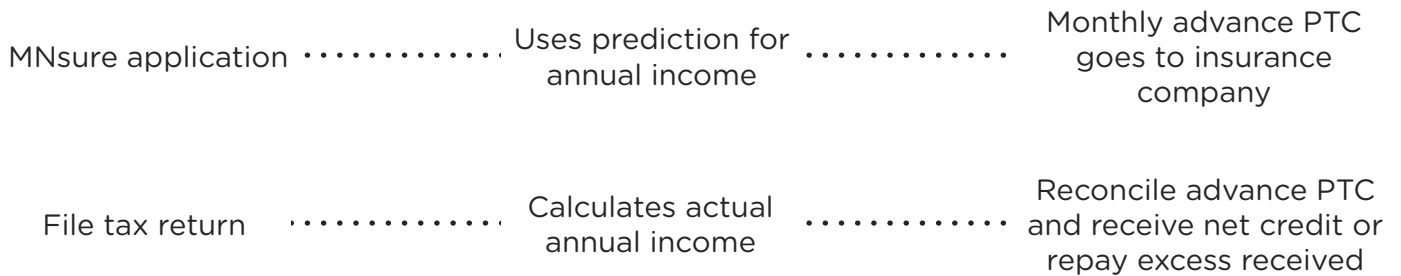 MNsure application
Uses prediction for
annual income
Monthly advance PTC
goes to insurance
company
File tax return
Calculates actual
annual income
Reconcile advance PTC
and receive net credit or
repay excess received